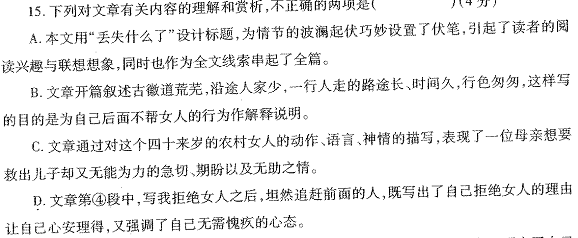 15. 下列对文章有关内容的理解和赏析,不正确的两项是(　　　)(4分)
A. 本文用“丢失什么了”设计标题,为情节的波澜起伏巧妙设置了伏笔,引起了读者的阅
读兴趣与联想想象,同时也作为全文线索串起了全篇。
B. 文章开篇叙述古徽道荒芜,沿途人家少,一行人走的路途长、时间久,行色匆匆,这样写
的目的是为自己后面不帮女人的行为作解释说明。
C. 文章通过对这个四十来岁的农村女人的动作、语言、神情的描写,表现了一位母亲想要
救出儿子却又无能为力的急切、期盼以及无助之情。
D. 文章第④段中,写我拒绝女人之后,坦然追赶前面的人,既写出了自己拒绝女人的理由
让自己心安理得,又强调了自己无需愧疚的心态。